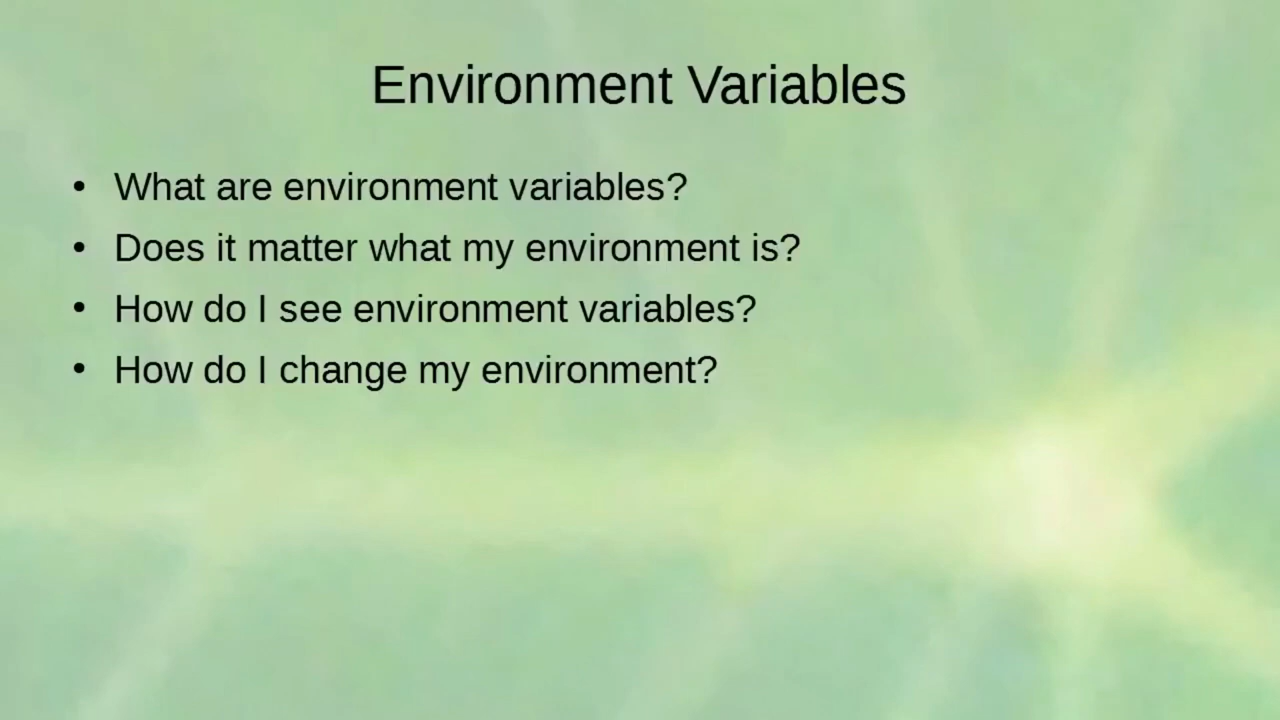 Environment Variables
• What are environment variables?
• Does it matter what my environment is?
• How do I see environment variables?
• How do I change my environment?